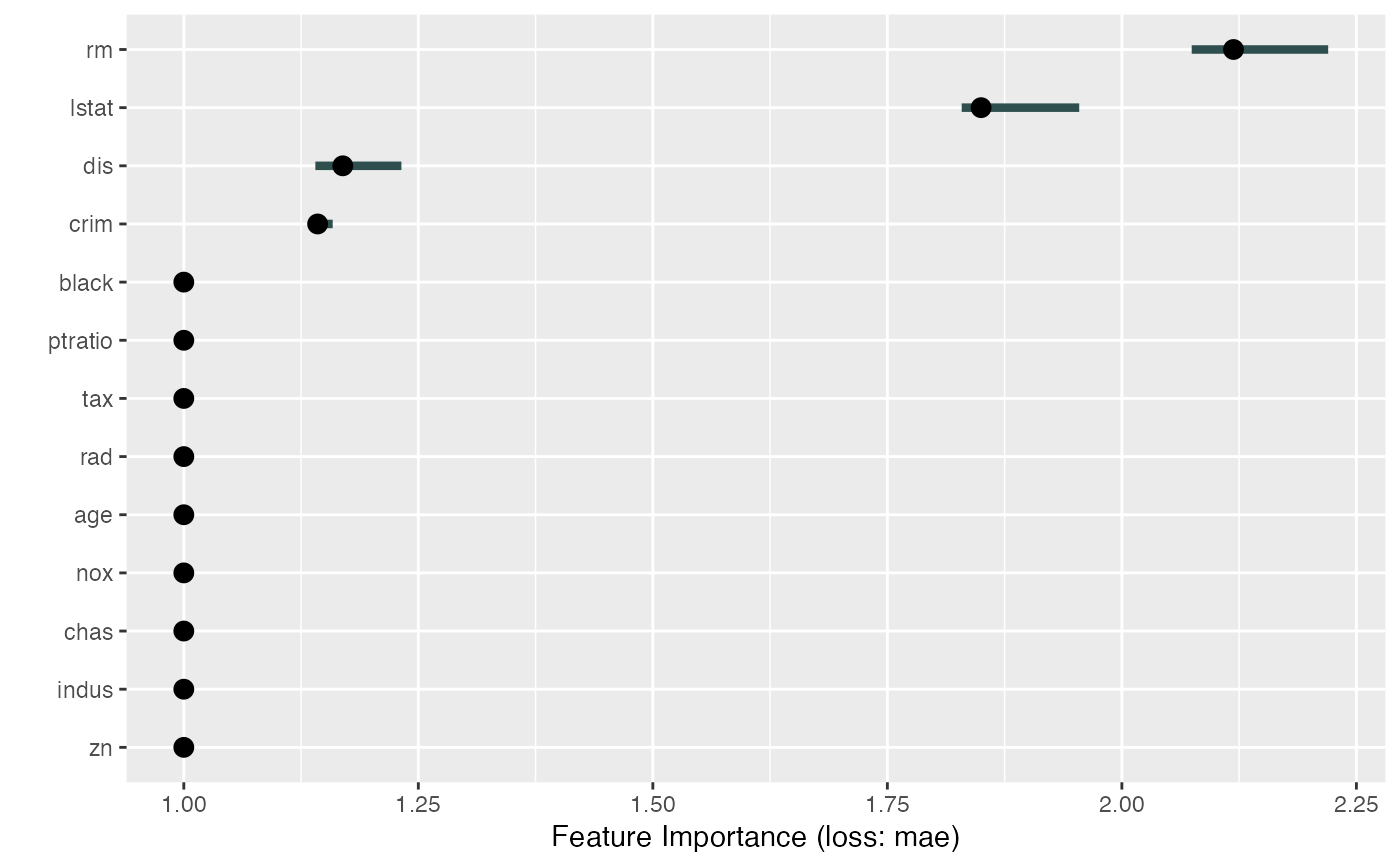 rm
lstat
dis
crim
black
ptratio
tax
rad
age
nox
chas
indus
zn
1.00 1.25 1.50 1.75 2.00 2.25
Feature Importance (loss: mae)